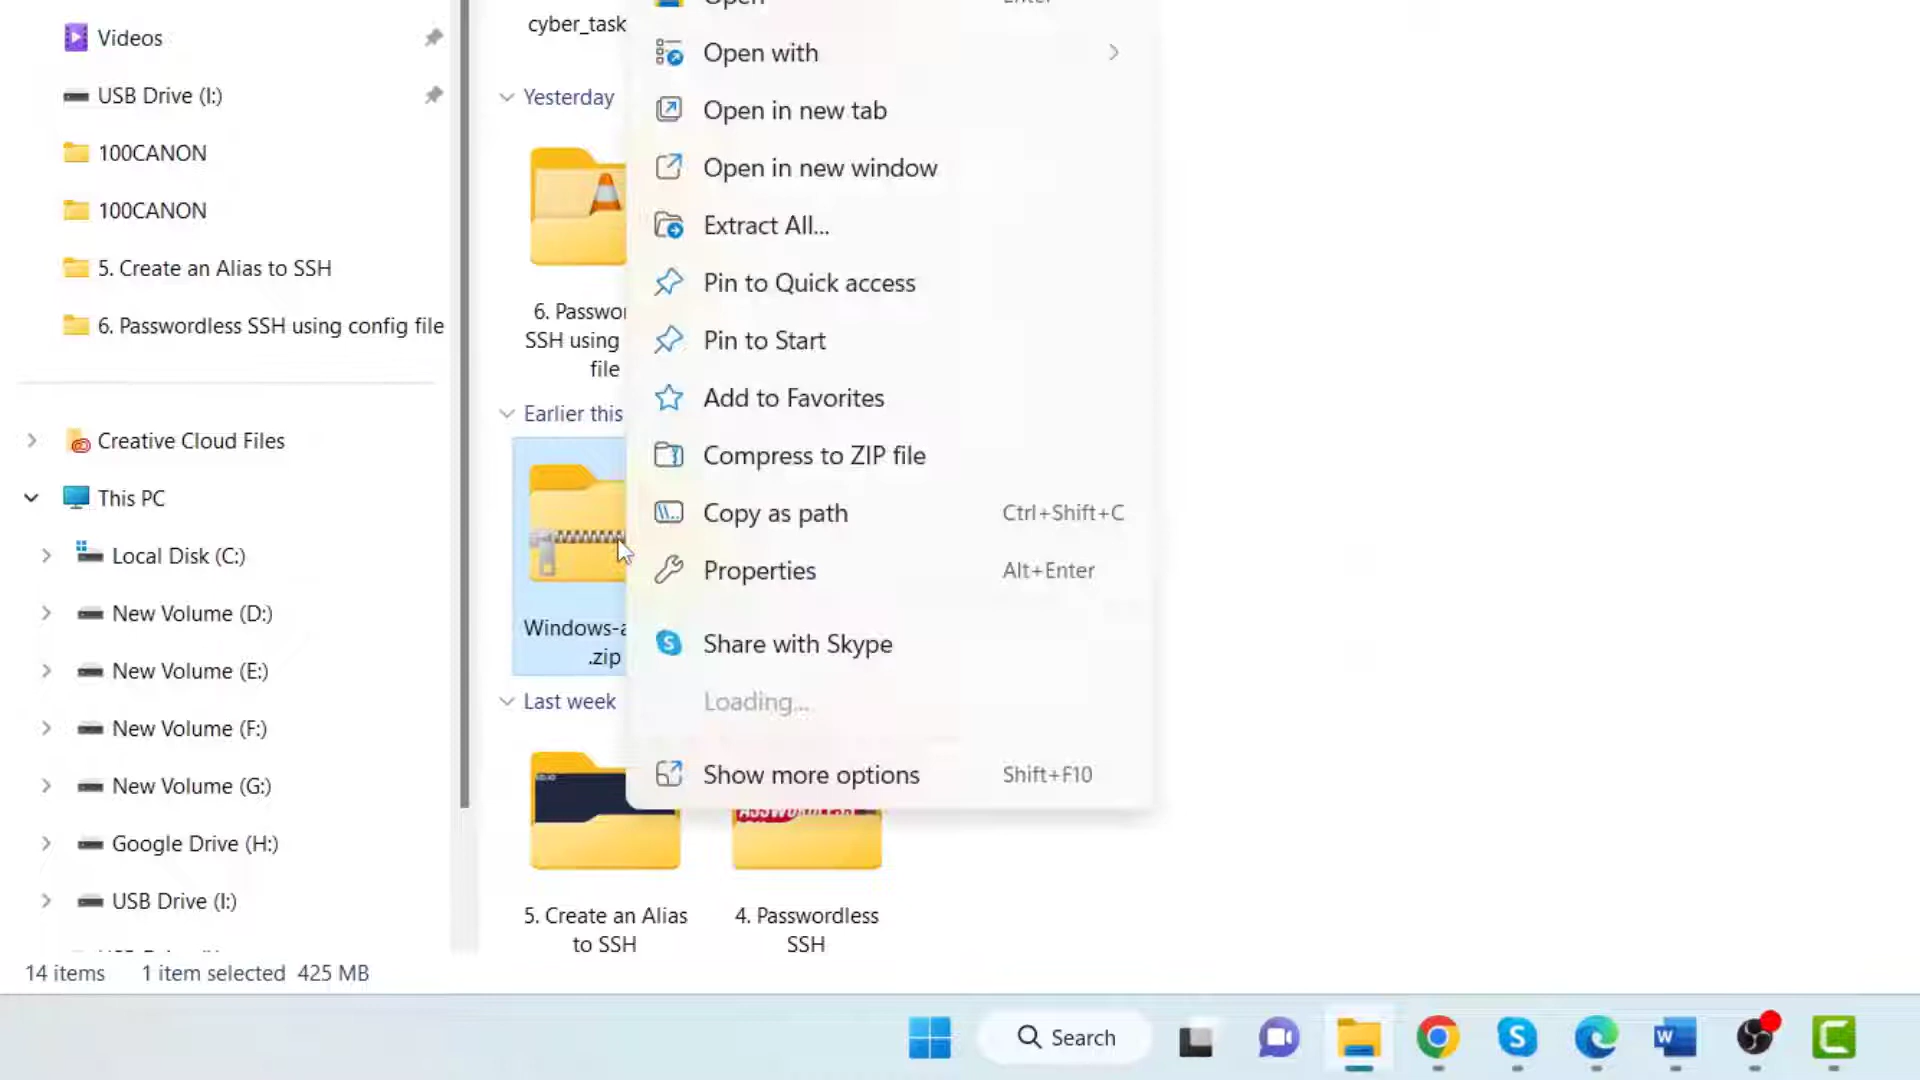 Videos
USB Drive (I:)
100CANON
100CANON
5. Create an Alias to SSH
6. Passwordless SSH using config file
Creative Cloud Files
This PC
Local Disk (C:)
New Volume (D:)
New Volume (E:)
New Volume (F:)
New Volume (G:)
Google Drive (H:)
USB Drive (I:)
14 items 1 item selected 425 MB
cyber_task
Yesterday
6. Passwor
SSH using
file
Earlier this
Windows-a
.zip
Last week
5. Create an Alias
to SSH
4. Passwordless
SSH
Open Enter
Open with
Open in new tab
Open in new window
Extract All...
Pin to Quick access
Pin to Start
Add to Favorites
Compress to ZIP file
Copy as path Ctrl+Shift+C
Properties Alt+Enter
Share with Skype
Loading...
Show more options Shift+F10
Search